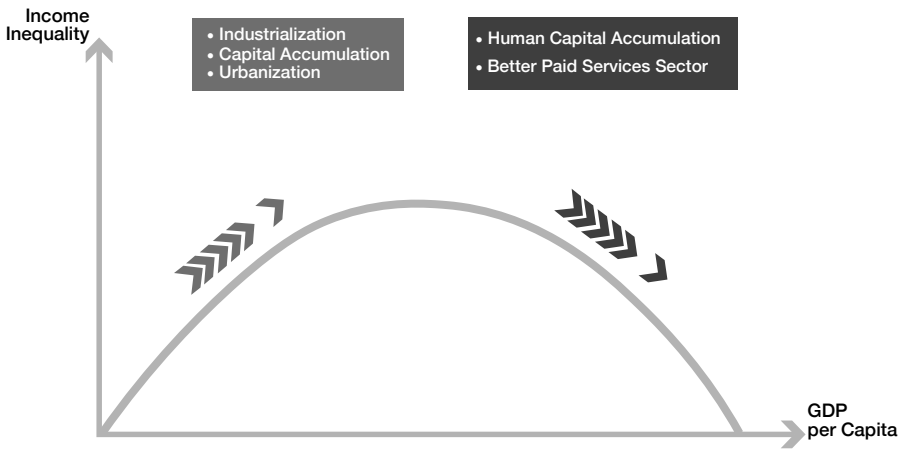 Income
Inequality
• Industrialization
• Capital Accumulation
• Urbanization
• Human Capital Accumulation
• Better Paid Services Sector
GDP
per Capita